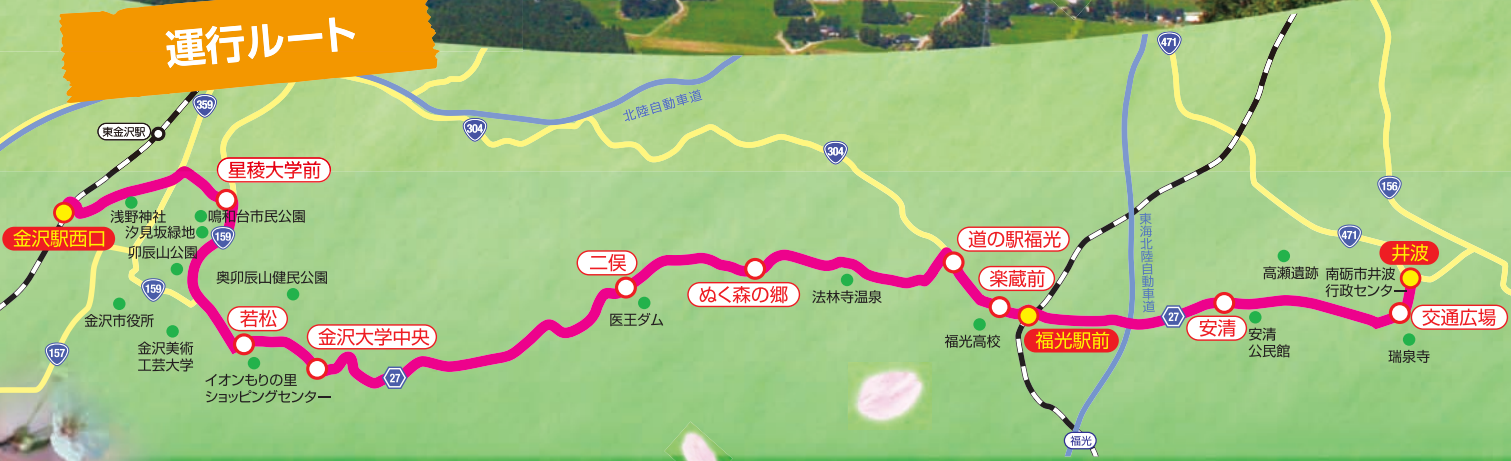 運行ルート
359
東金沢駅
星稜大学前
浅野神社
鳴和台市民公園
汐見坂緑地
金沢駅西口
159
卯辰山公園
奥卯辰山健民公園
159
金沢市役所
若松
金沢美術
工芸大学
157
金沢大学中央
イオンもりの里
ショッピングセンター
27
北陸自動車道
304
304
二俣
医王ダム
ぬく森の郷
法林寺温泉
道の駅福光
楽蔵前
福光高校
福光駅前
471
東海北陸自動車道
27
福光
156
471
井波
高瀬遺跡
南砺市井波
行政センター
安清
安清
公民館
交通広場
瑞泉寺